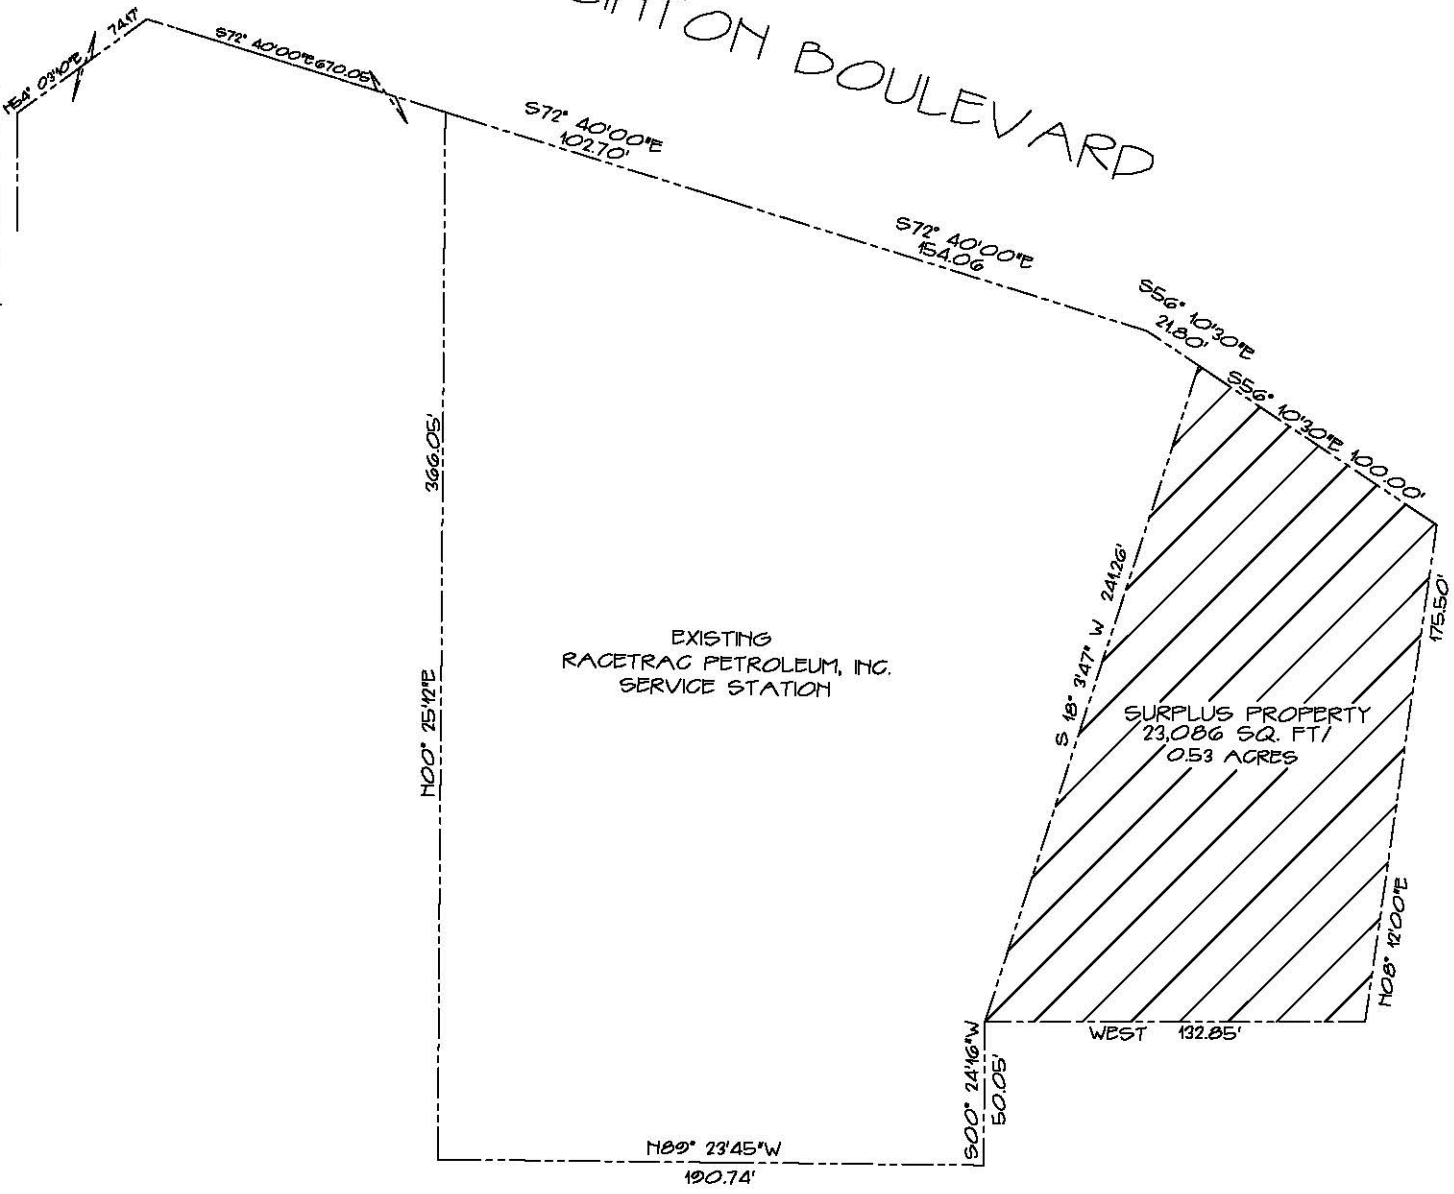 BOULEVARD
N54° 03'40"E 74.17'
S72° 40'00"E 670.05'
S72° 40'00"E
102.70'
S72° 40'00"E
154.06
S56° 10'30"E
21.80'
S56° 10'30"E 100.00'
366.05'
N00° 25'12"E
S 18° 3'47" W 241.26'
175.50'
N08° 12'00"E
EXISTING
RACETRAC PETROLEUM, INC.
SERVICE STATION
SURPLUS PROPERTY
23,086 SQ. FT/
0.53 ACRES
WEST 132.85'
S00° 24'16"W
50.05'
N89° 23'45"W
190.74'